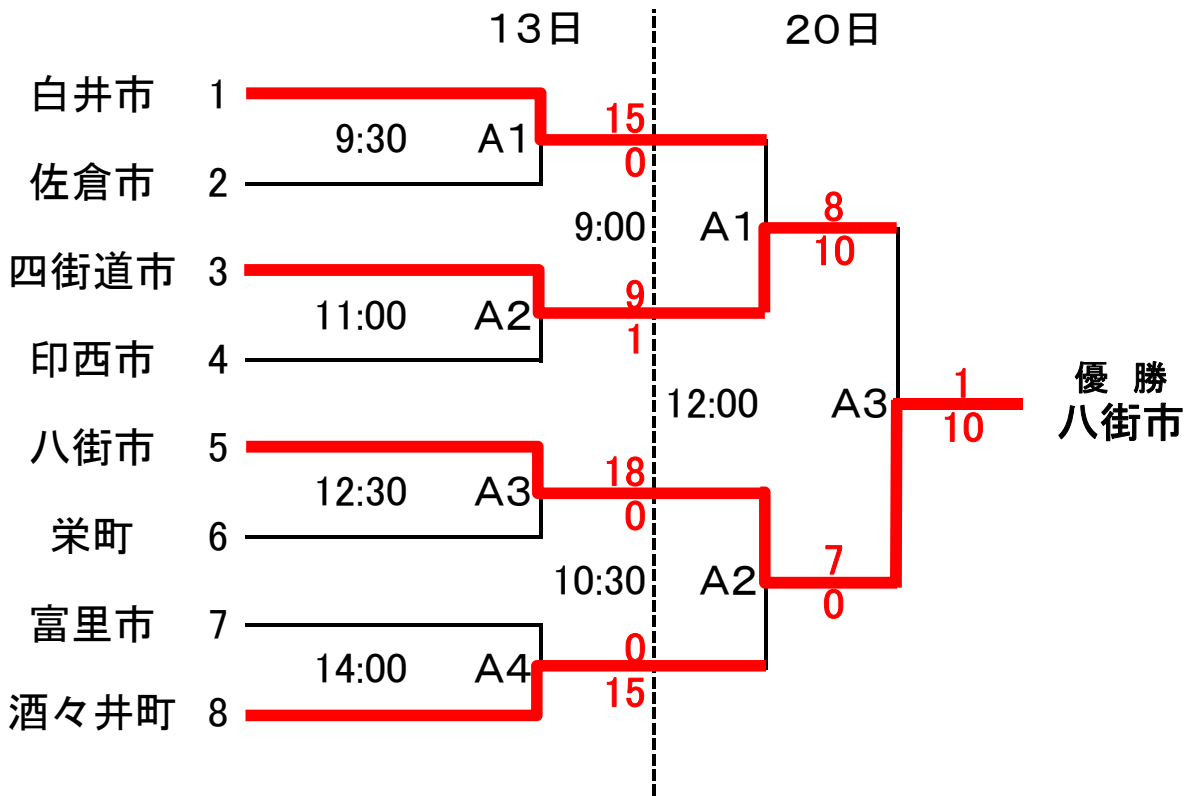 13日
20日
白井市 1
15
9:30 A1
0
佐倉市 2
8
9:00 A1
10
四街道市 3
9
11:00 A2
1
印西市 4
優 勝
1
12:00 A3
八街市
10
八街市 5
18
12:30 A3
0
栄町 6
7
10:30 A2
0
富里市 7
0
14:00 A4
15
酒々井町 8